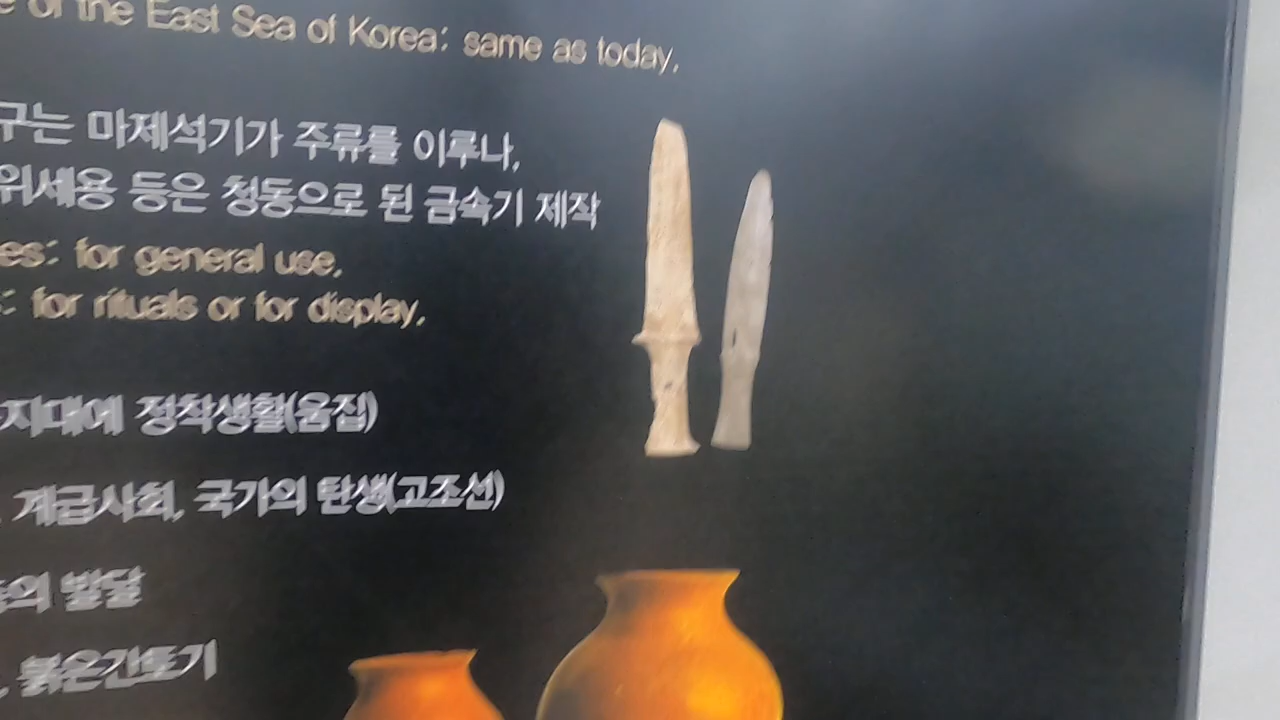 of the East Sea of Korea: same as today.
구는 마제석기가 주류를 이루나,
위세용 등은 청동으로 된 금속기 제작
es: for general use.
: for rituals or for display.
지대에 정착생활(움집)
계급사회, 국가의 탄생(고조선)
의 발달
, 붉은간토기